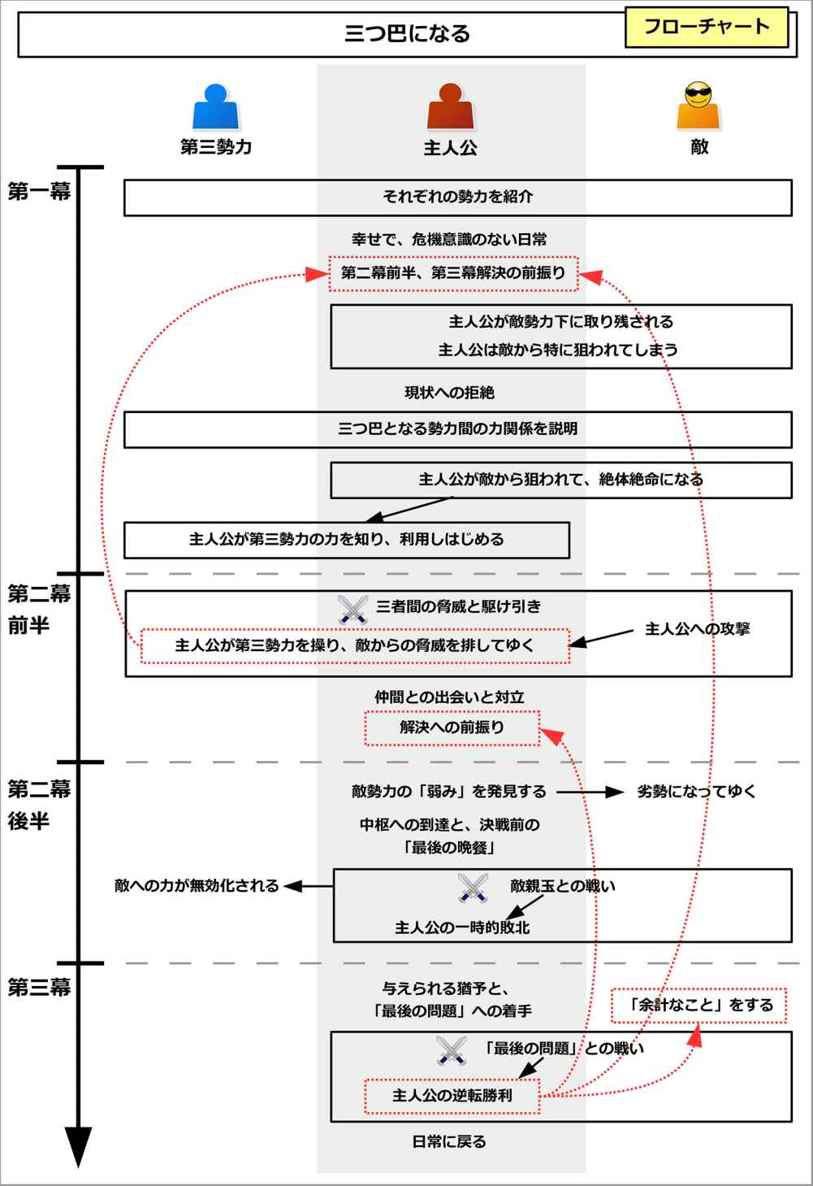 三つ巴になる
フローチャート
第三勢力
主人公
敵
第一幕
それぞれの勢力を紹介
幸せで、危機意識のない日常
第二幕前半、第三幕解決の前振り
主人公が敵勢力下に取り残される
主人公は敵から特に狙われてしまう
現状への拒絶
三つ巴となる勢力間の力関係を説明
主人公が敵から狙われて、絶体絶命になる
主人公が第三勢力の力を知り、利用しはじめる
第二幕
前半
三者間の脅威と駆け引き
主人公への攻撃
主人公が第三勢力を操り、敵からの脅威を排してゆく
仲間との出会いと対立
解決への前振り
第二幕
後半
敵勢力の「弱み」を発見する
劣勢になってゆく
中枢への到達と、決戦前の
「最後の晩餐」
敵への力が無効化される
敵親玉との戦い
主人公の一時的敗北
第三幕
与えられる猶予と、
「最後の問題」への着手
「余計なこと」をする
「最後の問題」との戦い
主人公の逆転勝利
日常に戻る